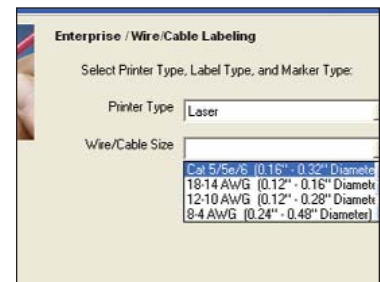 Enterprise / Wire/Cable Labeling
Select Printer Type, Label Type, and Marker Type:
Printer Type Laser
Wire/Cable Size
Cat 5/5e/6 (0.16" - 0.32" Diamete
18-14 AWG (0.12" - 0.16" Diamete
12-10 AWG (0.12" - 0.28" Diamete
8-4 AWG (0.24" - 0.48" Diameter)